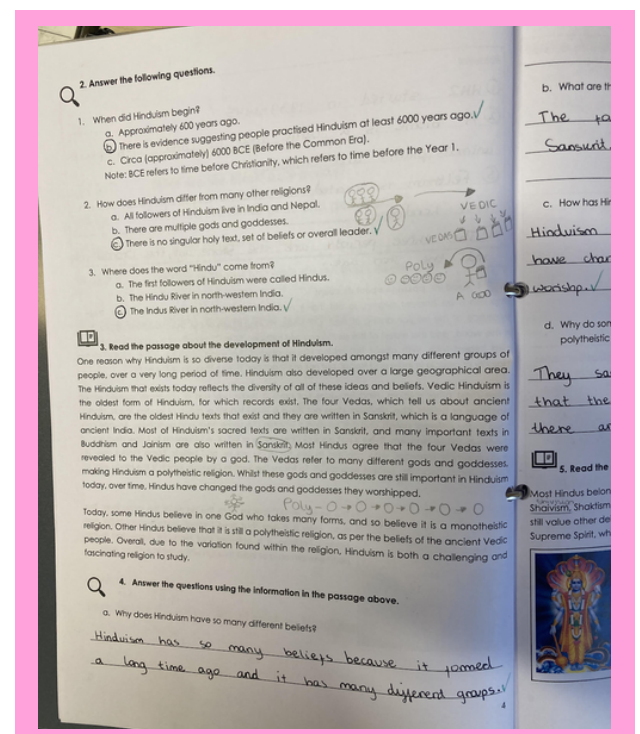 2. Answer the following questions.
1. When did Hinduism begin?
a. Approximately 600 years ago.
b. There is evidence suggesting people practised Hinduism at least 6000 years ago.
c. Circa (approximately) 6000 BCE (Before the Common Era).
Note: BCE refers to time before Christianity, which refers to time before the Year 1.
2. How does Hinduism differ from many other religions?
a. All followers of Hinduism live in India and Nepal.
b. There are multiple gods and goddesses.
c. There is no singular holy text, set of beliefs or overall leader.
VEDIC
VEDAS
3. Where does the word "Hindu" come from?
a. The first followers of Hinduism were called Hindus.
b. The Hindu River in north-western India.
c. The Indus River in north-western India.
Poly
A GOD
3. Read the passage about the development of Hinduism.
One reason why Hinduism is so diverse today is that it developed amongst many different groups of
people, over a very long period of time. Hinduism also developed over a large geographical area.
The Hinduism that exists today reflects the diversity of all of these ideas and beliefs. Vedic Hinduism is
the oldest form of Hinduism, for which records exist. The four Vedas, which tell us about ancient
Hinduism, are the oldest Hindu texts that exist and they are written in Sanskrit, which is a language of
ancient India. Most of Hinduism's sacred texts are written in Sanskrit, and many important texts in
Buddhism and Jainism are also written in Sanskrit. Most Hindus agree that the four Vedas were
revealed to the Vedic people by a god. The Vedas refer to many different gods and goddesses,
making Hinduism a polytheistic religion. Whilst these gods and goddesses are still important in Hinduism
today, over time, Hindus have changed the gods and goddesses they worshipped.
Poly -
Today, some Hindus believe in one God who takes many forms, and so believe it is a monotheistic
religion. Other Hindus believe that it is still a polytheistic religion, as per the beliefs of the ancient Vedic
people. Overall, due to the variation found within the religion, Hinduism is both a challenging and
fascinating religion to study.
4. Answer the questions using the information in the passage above.
a. Why does Hinduism have so many different beliefs?
Hinduism has so many beliefs because it formed
a long time ago and it has many different groups.
4
b. What are th
The ta
Sanskrit
c. How has Hin
Hinduism
have chan
worship.
d. Why do som
polytheistic
They sa
that the
there ar
5. Read the
Most Hindus belon
Shaivism, Shaktism
still value other de
Supreme Spirit, wh